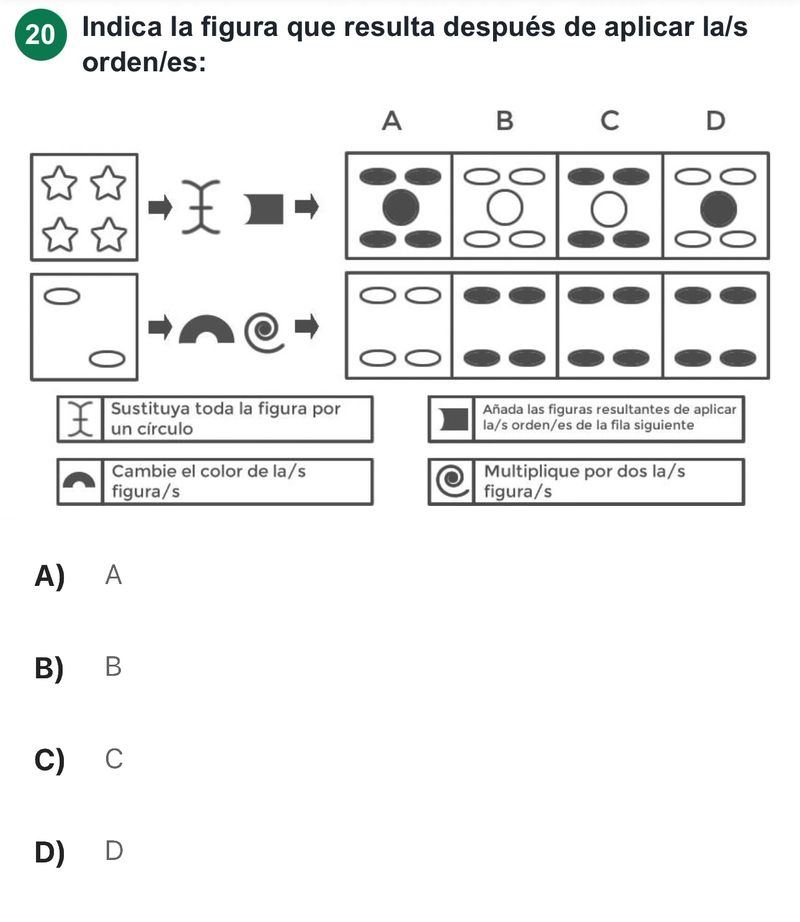 20 Indica la figura que resulta después de aplicar la/s
orden/es:
A B C D
Sustituya toda la figura por
un círculo
Añada las figuras resultantes de aplicar
la/s orden/es de la fila siguiente
Cambie el color de la/s
figura/s
Multiplique por dos la/s
figura/s
A) A
B) B
C) C
D) D